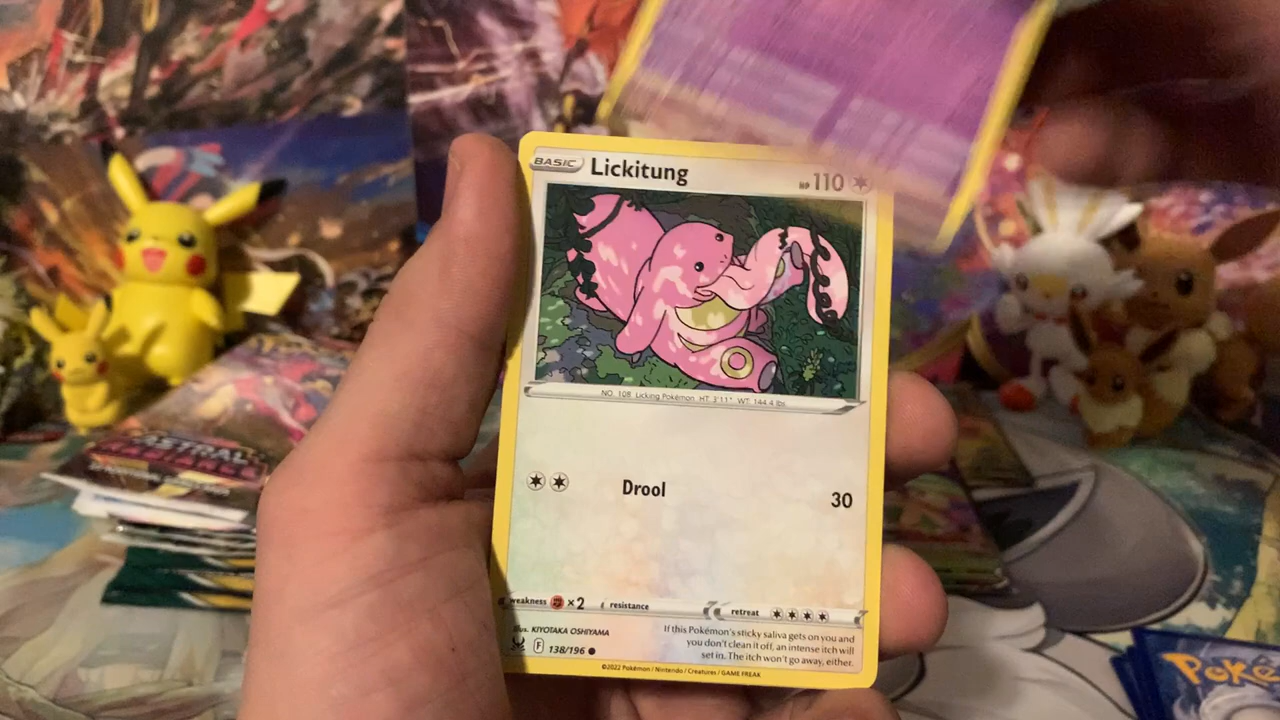 BASIC Lickitung HP 110
NO. 108 Licking Pokémon HT 3'11" WT 144.4 lbs.
Drool 30
weakness ×2 resistance retreat
Illus. KIYOTAKA OSHIYAMA
F 138/196
If this Pokémon's sticky saliva gets on you and
you don't clean it off, an intense itch will
set in. The itch won't go away, either.
©2022 Pokémon / Nintendo / Creatures / GAME FREAK
ASTRAL
RADIANCE
Poké